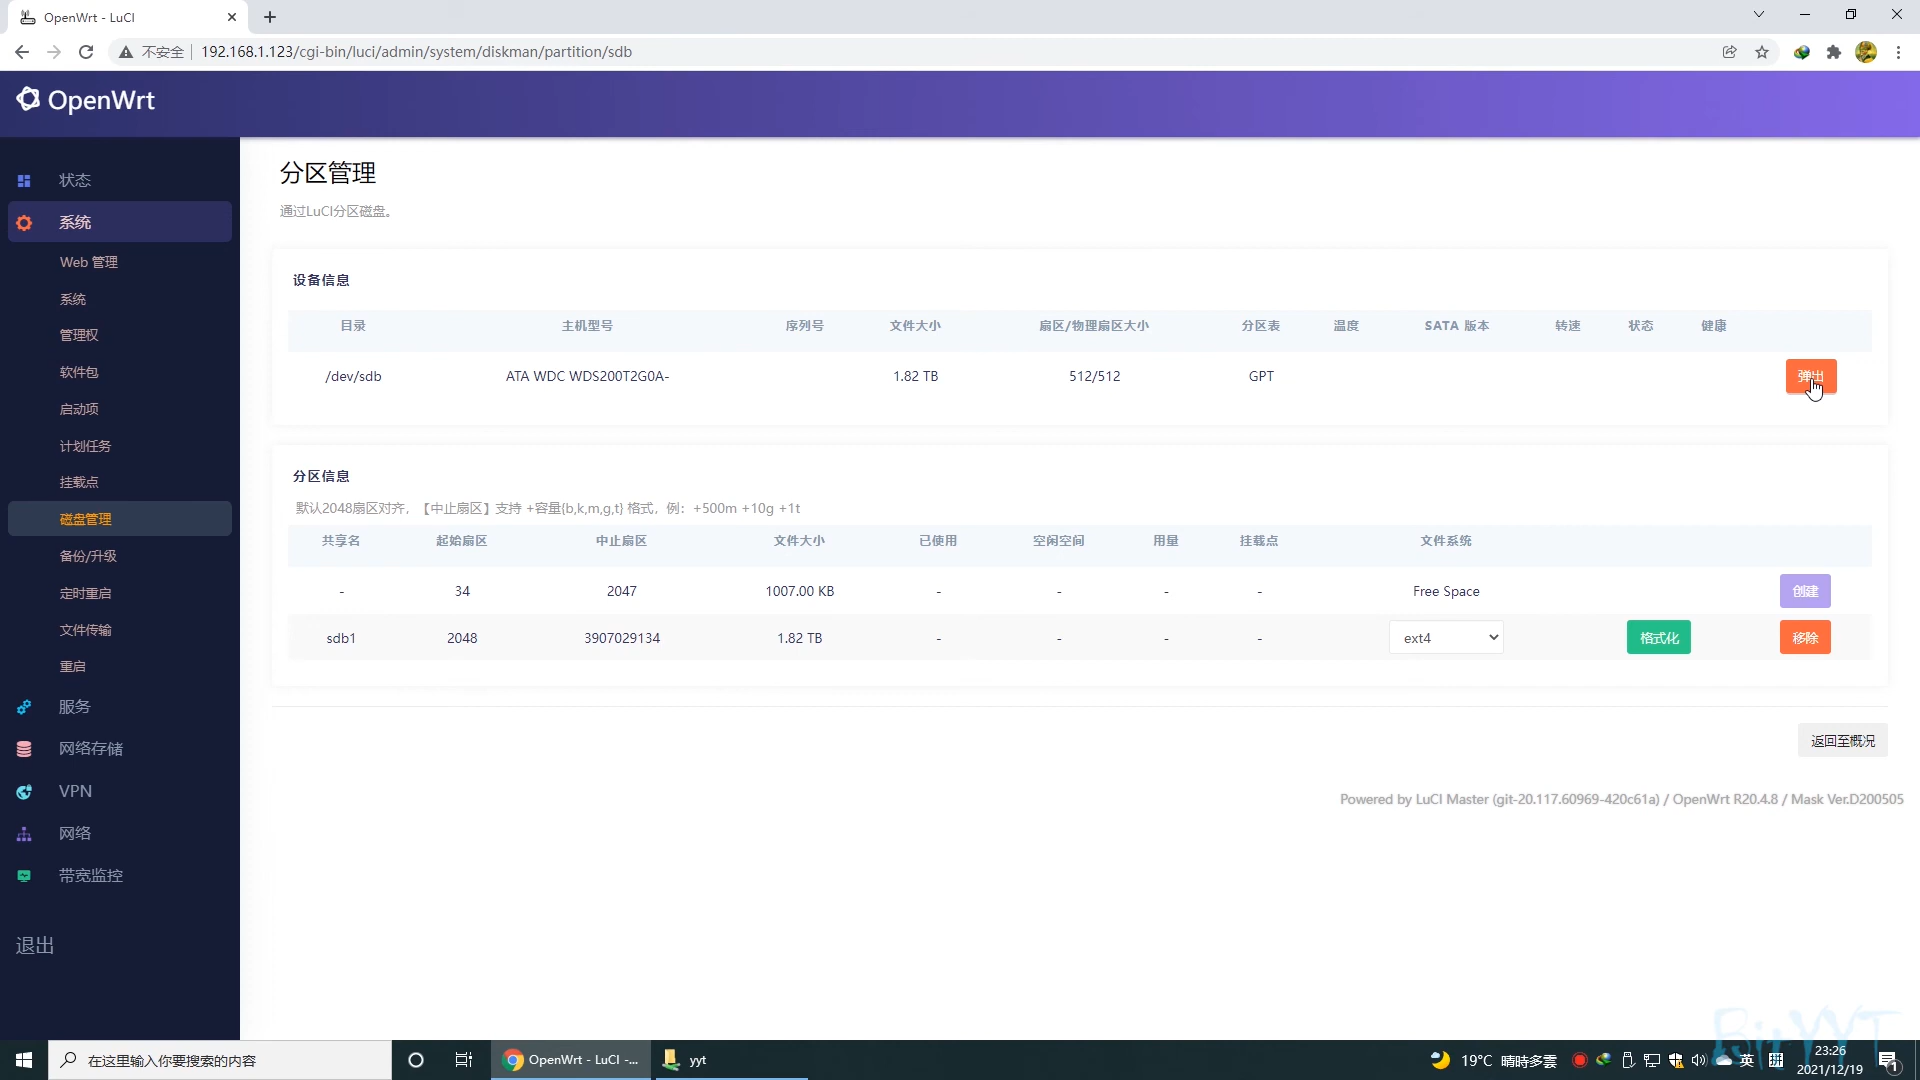 OpenWrt - LuCI
不安全 192.168.1.123/cgi-bin/luci/admin/system/diskman/partition/sdb
OpenWrt
状态
系统
Web 管理
系统
管理权
软件包
启动项
计划任务
挂载点
磁盘管理
备份/升级
定时重启
文件传输
重启
服务
网络存储
VPN
网络
带宽监控
退出
分区管理
通过LuCI分区磁盘。
设备信息
目录 主机型号 序列号 文件大小 扇区/物理扇区大小 分区表 温度 SATA 版本 转速 状态 健康
/dev/sdb ATA WDC WDS200T2G0A- 1.82 TB 512/512 GPT 弹出
分区信息
默认2048扇区对齐，【中止扇区】支持 +容量{b,k,m,g,t} 格式，例：+500m +10g +1t
共享名 起始扇区 中止扇区 文件大小 已使用 空闲空间 用量 挂载点 文件系统
- 34 2047 1007.00 KB - - - - Free Space 创建
sdb1 2048 3907029134 1.82 TB - - - - ext4 格式化 移除
返回至概况
Powered by LuCI Master (git-20.117.60969-420c61a) / OpenWrt R20.4.8 / Mask Ver.D200505
BitYYT
在这里输入你要搜索的内容
OpenWrt - LuCI -...
yyt
19°C 晴時多雲
英
拼
23:26
2021/12/19
1